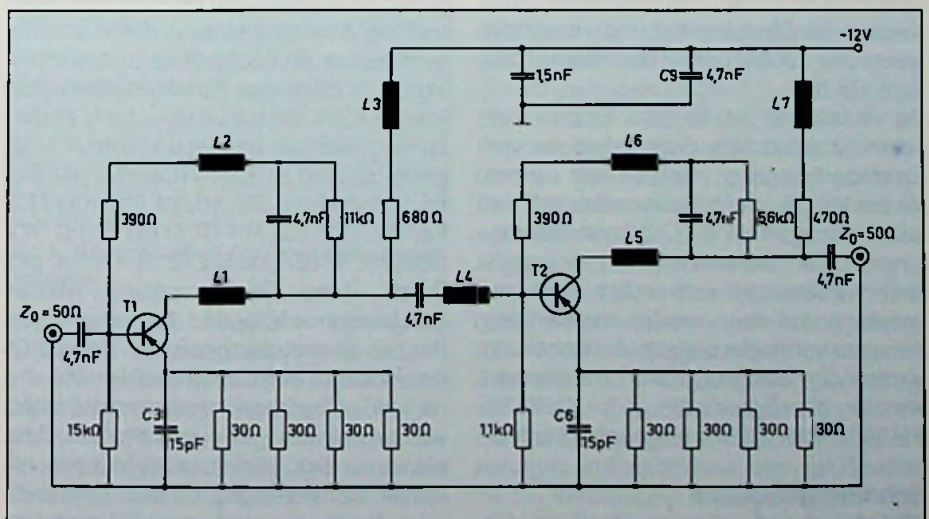 -12V
1,5nF
C9
4,7nF
L3
L7
L2
L6
390Ω
4,7nF
11kΩ
680Ω
390Ω
4,7nF
5,6kΩ
470Ω
Z0=50Ω
T1
L1
L4
T2
L5
4,7nF
Z0=50Ω
4,7nF
4,7nF
15kΩ
C3
15pF
30Ω
30Ω
30Ω
30Ω
1,1kΩ
C6
15pF
30Ω
30Ω
30Ω
30Ω